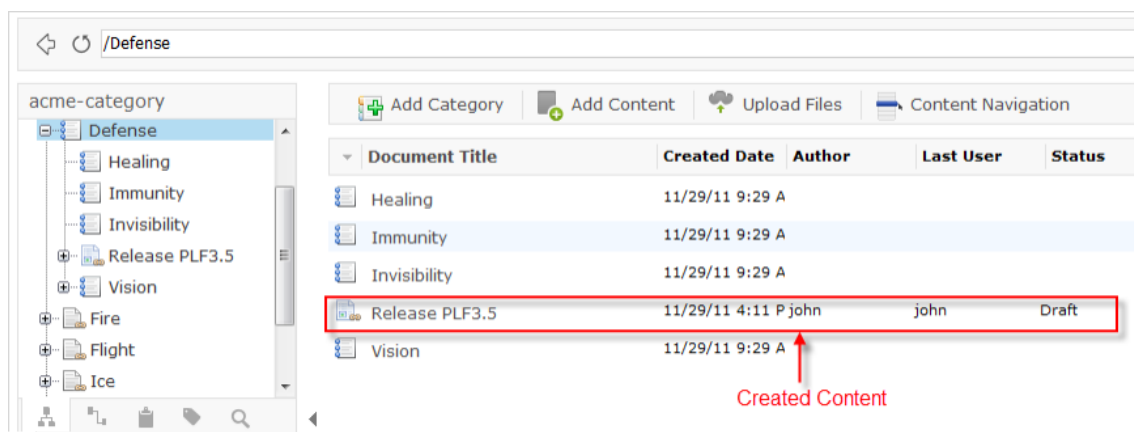 /Defense
acme-category
Defense
Healing
Immunity
Invisibility
Release PLF3.5
Vision
Fire
Flight
Ice
Add Category Add Content Upload Files Content Navigation
Document Title Created Date Author Last User Status
Healing 11/29/11 9:29 A
Immunity 11/29/11 9:29 A
Invisibility 11/29/11 9:29 A
Release PLF3.5 11/29/11 4:11 P john john Draft
Vision 11/29/11 9:29 A
Created Content